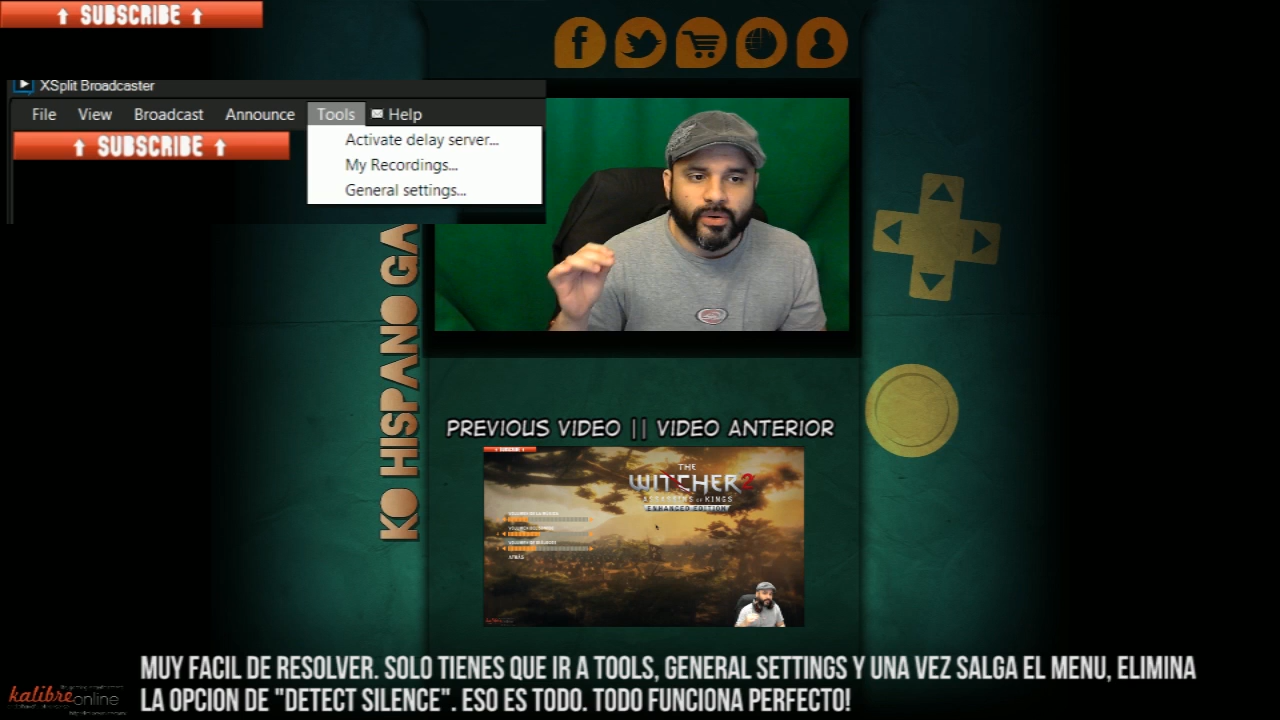 ⬆ SUBSCRIBE ⬆
XSplit Broadcaster
File View Broadcast Announce Tools Help
⬆ SUBSCRIBE ⬆
Activate delay server...
My Recordings...
General settings...
KO HISPANO GA
PREVIOUS VIDEO || VIDEO ANTERIOR
SUBSCRIBE
THE
WITCHER 2
ASSASSINS OF KINGS
ENHANCED EDITION
ATRÁS
MUY FACIL DE RESOLVER. SOLO TIENES QUE IR A TOOLS, GENERAL SETTINGS Y UNA VEZ SALGA EL MENU, ELIMINA
LA OPCION DE "DETECT SILENCE". ESO ES TODO. TODO FUNCIONA PERFECTO!
kalibreonline